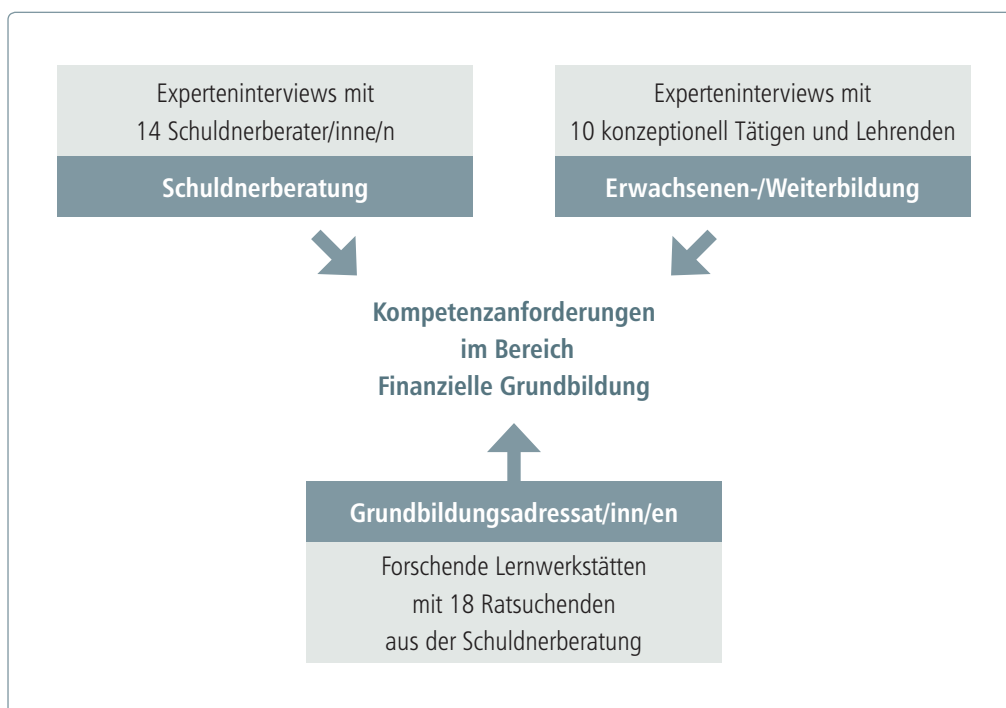 Experteninterviews mit
14 Schuldnerberater/inne/n
Schuldnerberatung
Experteninterviews mit
10 konzeptionell Tätigen und Lehrenden
Erwachsenen-/Weiterbildung
Kompetenzanforderungen
im Bereich
Finanzielle Grundbildung
Grundbildungsadressat/inn/en
Forschende Lernwerkstätten
mit 18 Ratsuchenden
aus der Schuldnerberatung